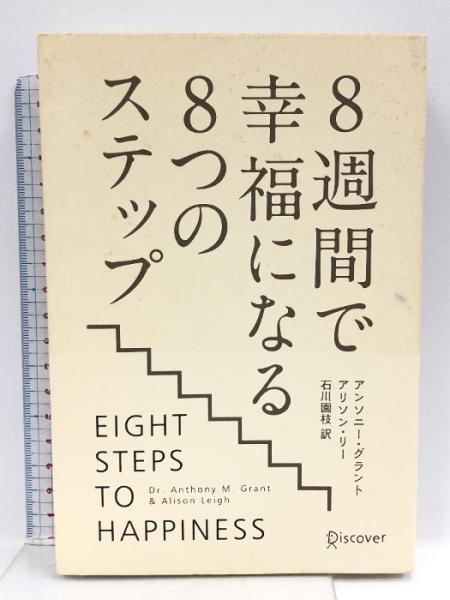 8週間で
幸福になる
8つの
ステップ
アンソニー・グラント
アリソン・リー
石川園枝 訳
EIGHT
STEPS
TO
HAPPINESS
Dr. Anthony M. Grant
& Alison Leigh
Discover